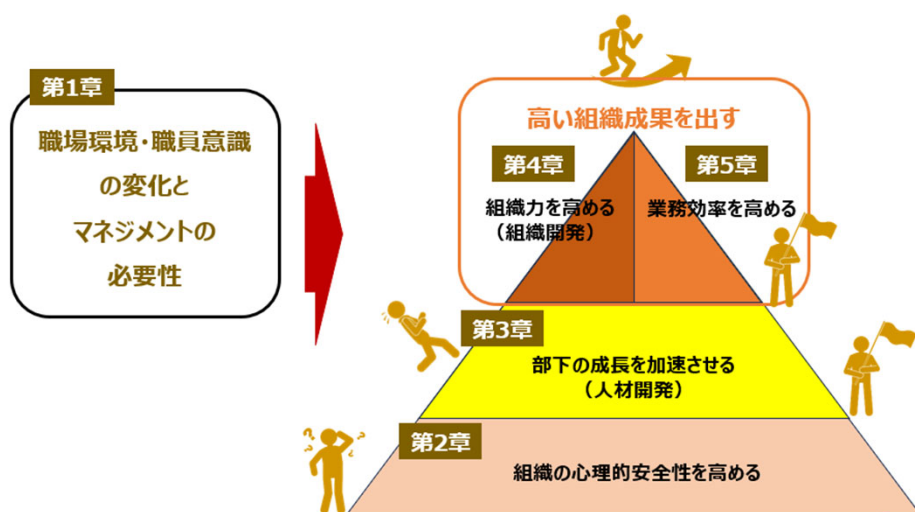 第1章
職場環境・職員意識
の変化と
マネジメントの
必要性
高い組織成果を出す
第4章
組織力を高める
（組織開発）
第5章
業務効率を高める
第3章
部下の成長を加速させる
（人材開発）
第2章
組織の心理的安全性を高める
? ? ?